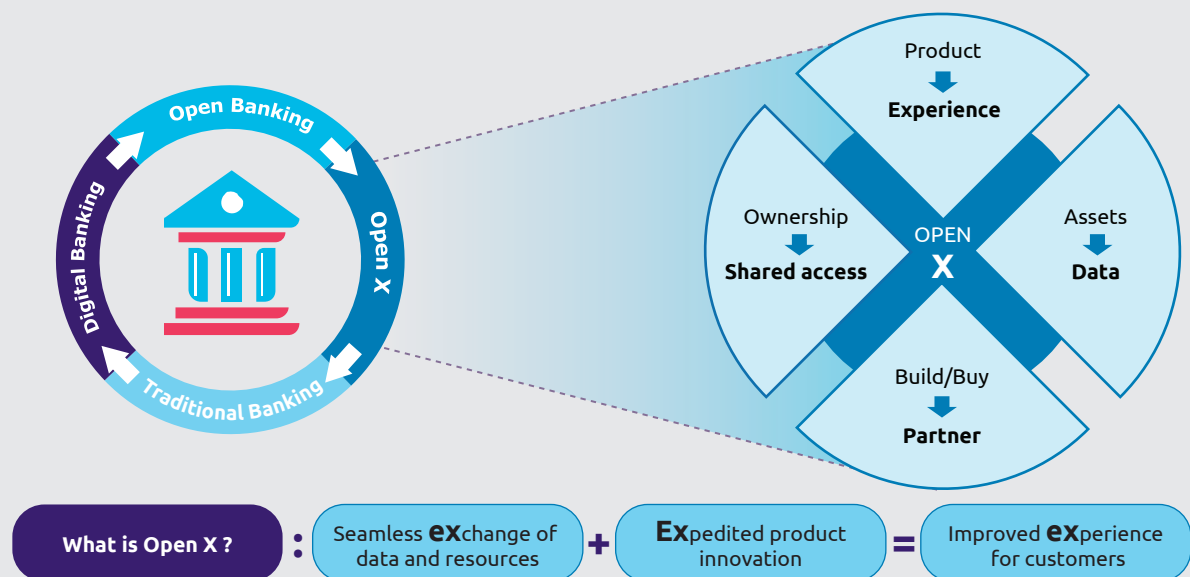 Open Banking
Open X
Traditional Banking
Digital Banking
Product
Experience
Ownership
Shared access
OPEN
X
Assets
Data
Build/Buy
Partner
What is Open X ?
:
Seamless exchange of
data and resources
+
Expedited product
innovation
=
Improved experience
for customers